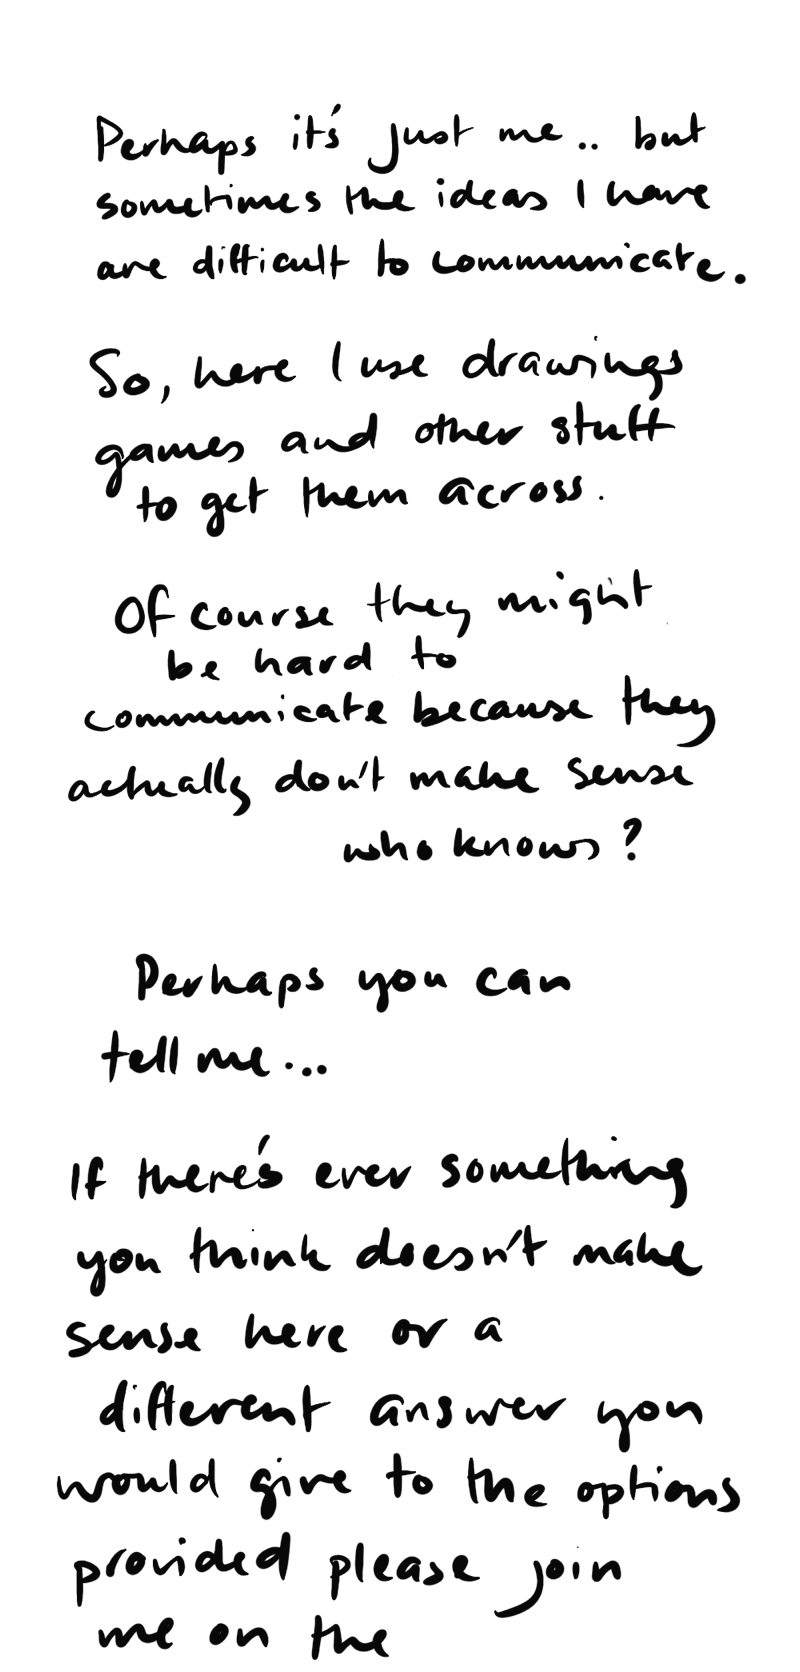 Perhaps it's just me.. but
sometimes the ideas I have
are difficult to communicate.
So, here I use drawings
games and other stuff
to get them across.
Of course they might
be hard to
communicate because they
actually don't make sense
who knows?
Perhaps you can
tell me...
If there's ever something
you think doesn't make
sense here or a
different answer you
would give to the options
provided please join
me on the